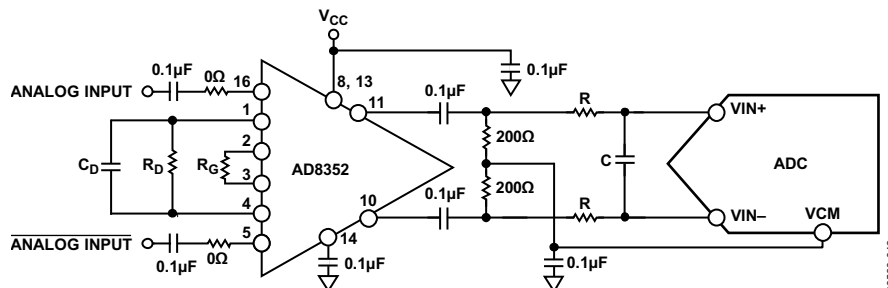 VCC
0.1µF
0Ω
16
8, 13
0.1µF
0.1µF
ANALOG INPUT
11
R
VIN+
1
2
200Ω
CD
RD
RG
AD8352
C
ADC
3
200Ω
4
10
R
VCM
0.1µF
VIN–
ANALOG INPUT
5
14
0.1µF
0Ω
0.1µF
0.1µF